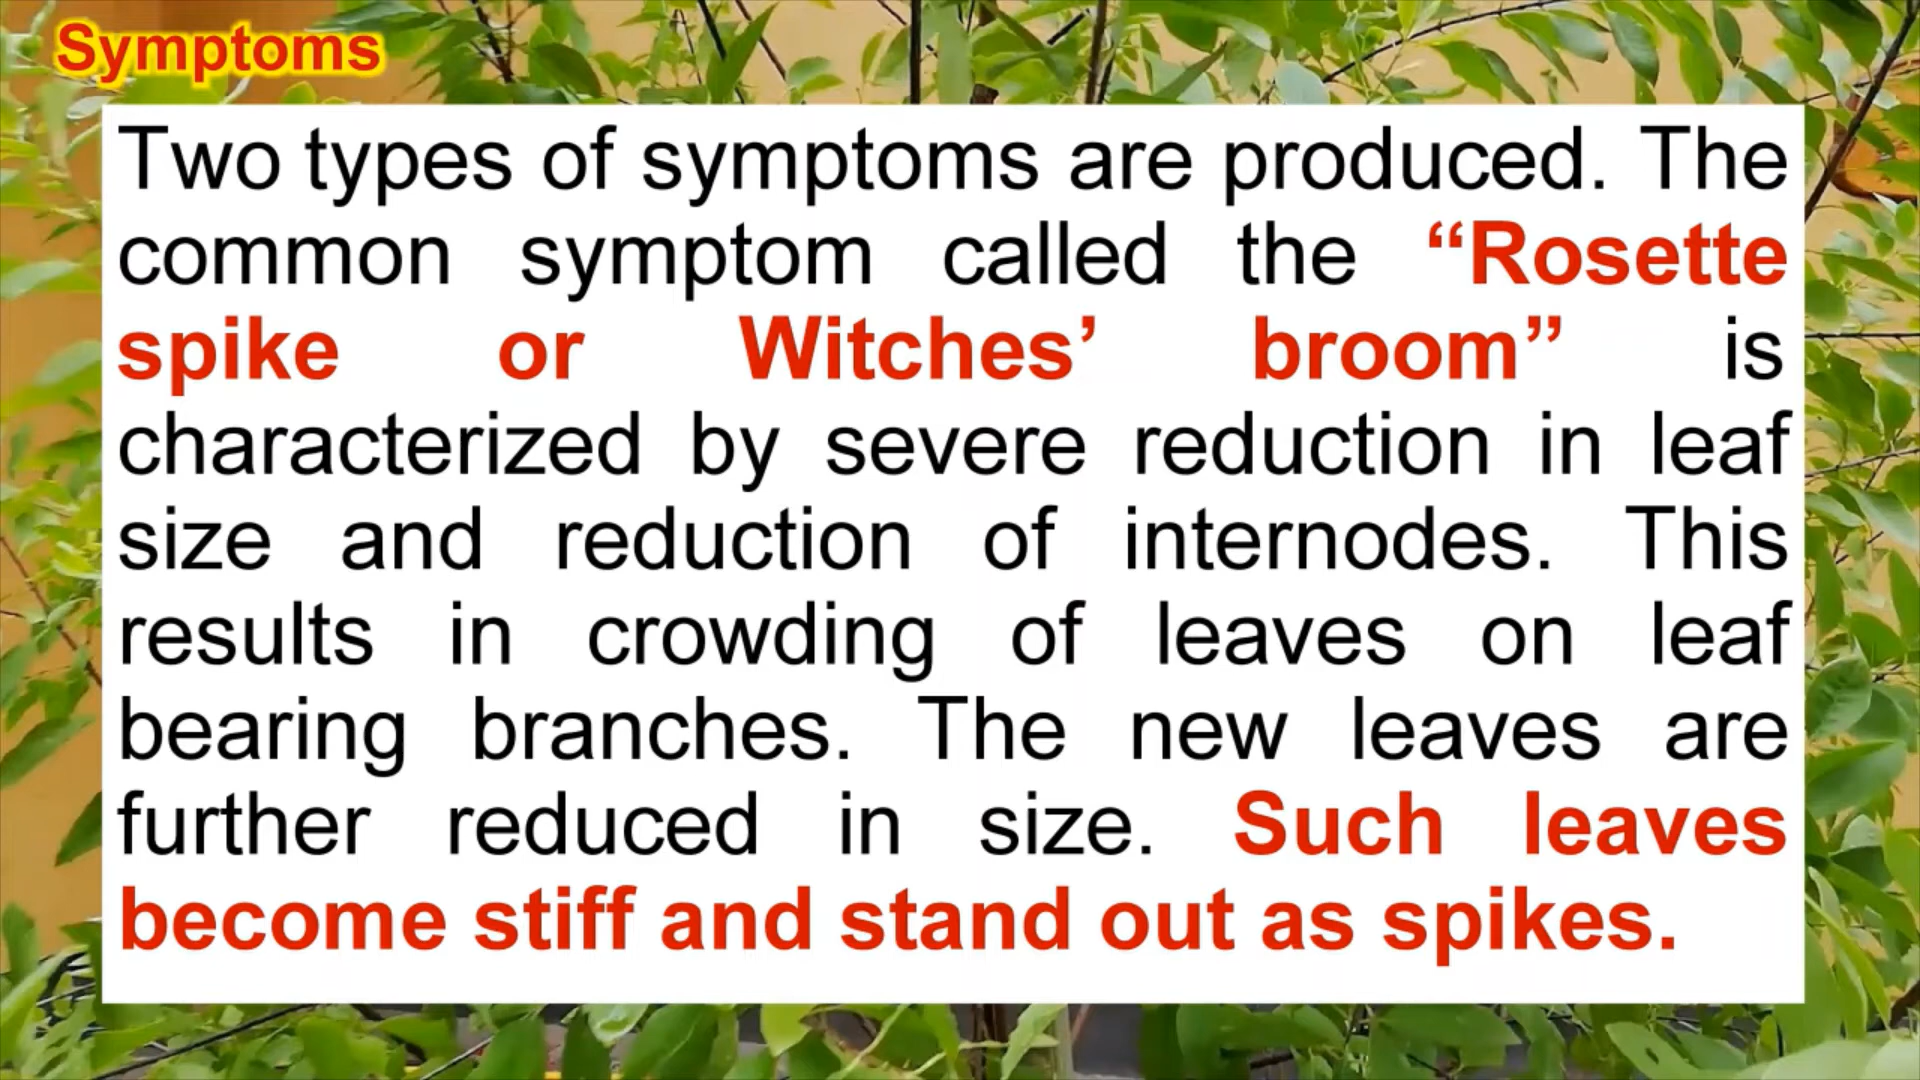 Symptoms
Two types of symptoms are produced. The
common symptom called the “Rosette
spike or Witches’ broom” is
characterized by severe reduction in leaf
size and reduction of internodes. This
results in crowding of leaves on leaf
bearing branches. The new leaves are
further reduced in size. Such leaves
become stiff and stand out as spikes.